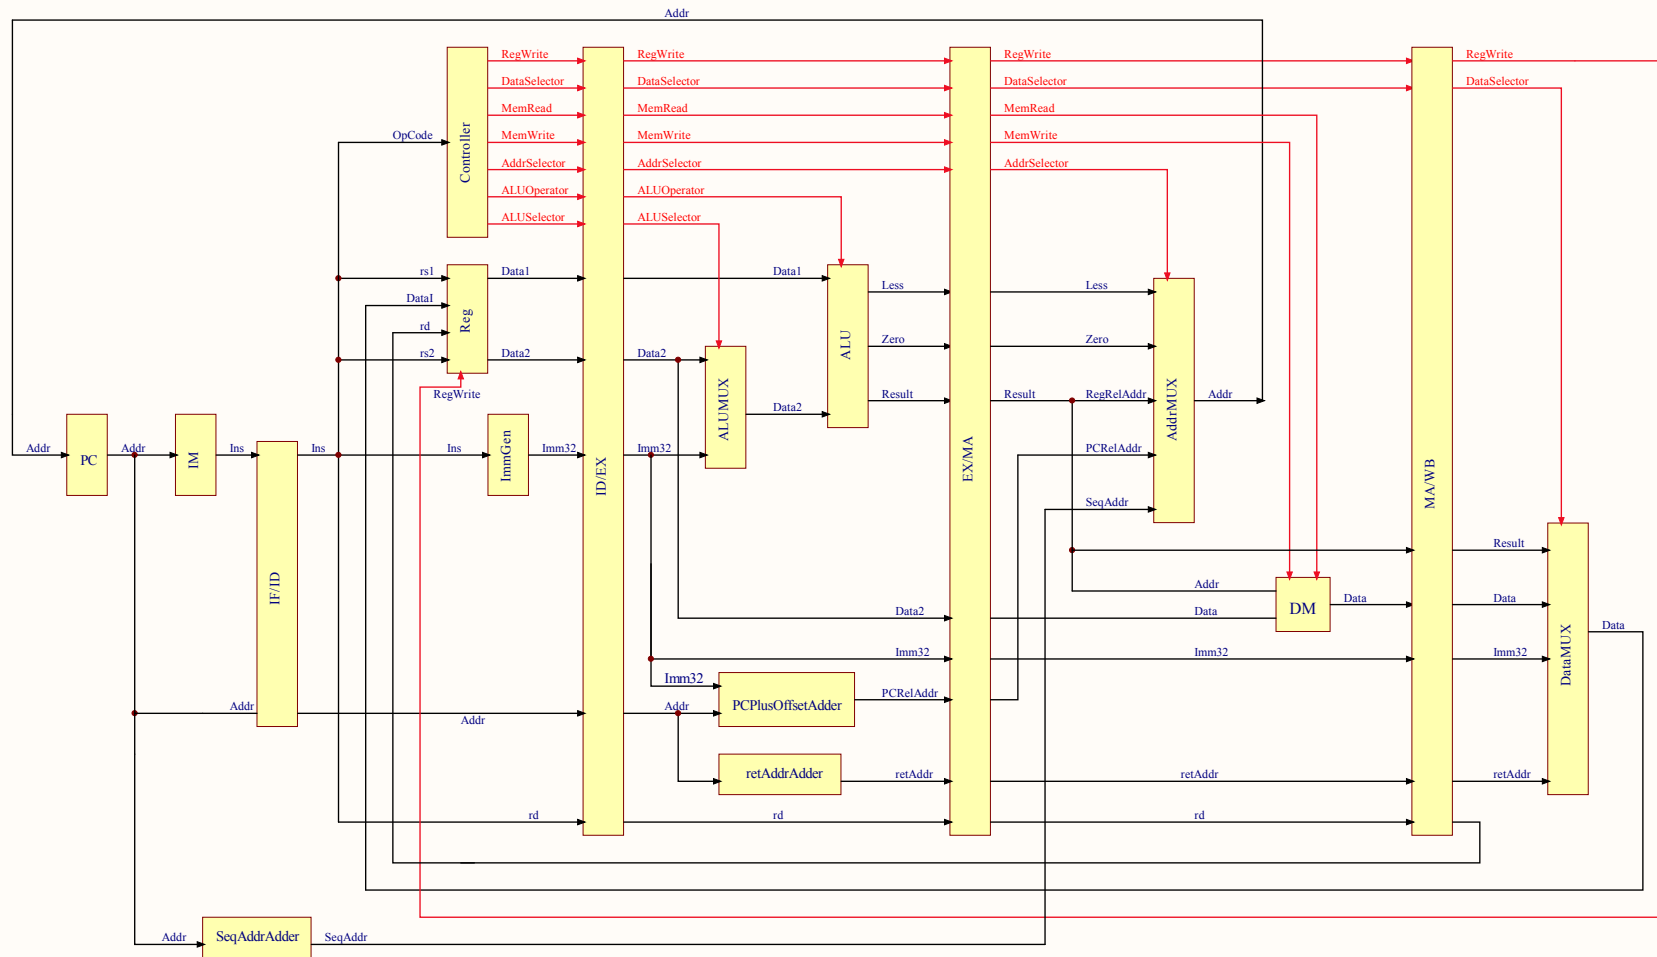 Addr
RegWrite
RegWrite
RegWrite
RegWrite
DataSelector
DataSelector
DataSelector
DataSelector
MemRead
MemRead
MemRead
OpCode
Controller
MemWrite
MemWrite
MemWrite
AddrSelector
AddrSelector
AddrSelector
ALUOperator
ALUOperator
ALUSelector
ALUSelector
rs1
Data1
Data1
DataI
Less
Less
Reg
rd
ALU
Zero
Zero
rs2
Data2
Data2
RegWrite
Result
Result
RegRelAddr
Addr
ALUMUX
Data2
AddrMUX
Addr
PC
Addr
IM
Ins
Ins
Ins
ImmGen
Imm32
ID/EX
Imm32
EX/MA
PCRelAddr
MA/WB
SeqAddr
Result
IF/ID
Addr
DM
Data
Data
Data2
Data
Data
Imm32
Imm32
Imm32
DataMUX
Imm32
PCRelAddr
Addr
Addr
Addr
PCPlusOffsetAdder
retAddrAdder
retAddr
retAddr
retAddr
rd
rd
rd
Addr
SeqAddrAdder
SeqAddr